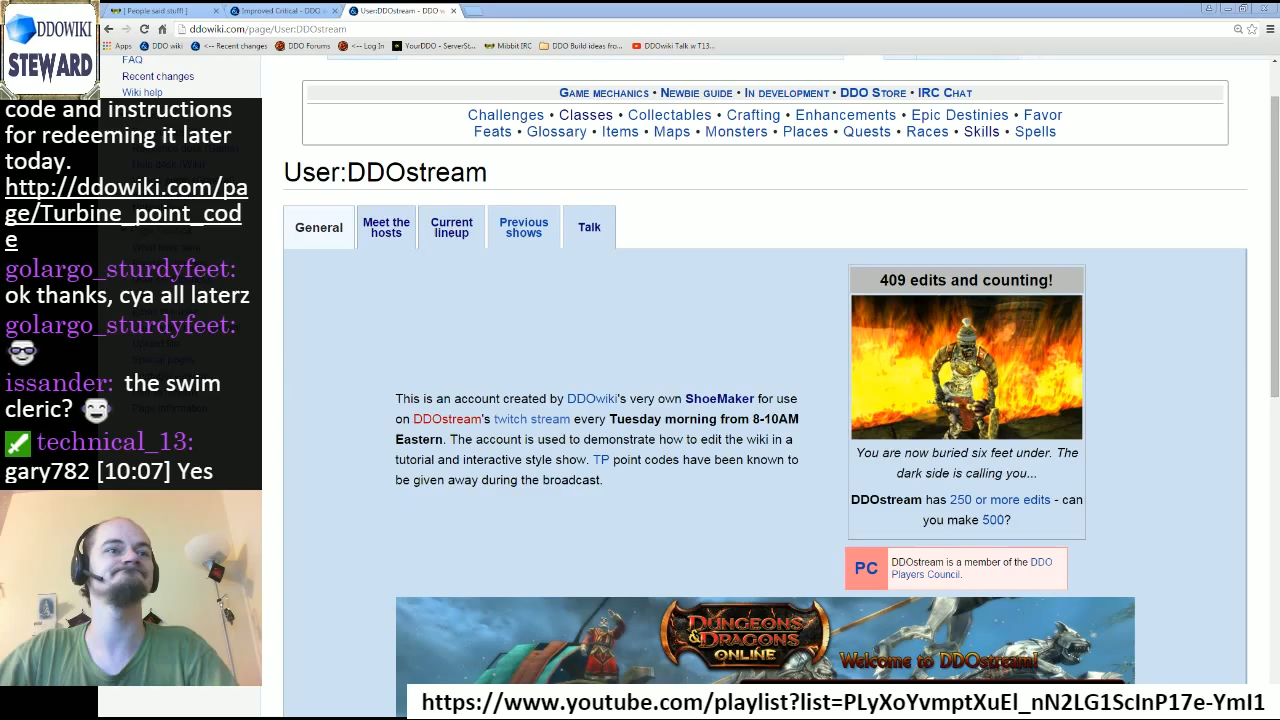 [People said stuff!]
Improved Critical - DDO
User:DDOstream - DDO w
ddowiki.com/page/User:DDOstream
Apps DDO wiki <- Recent changes DDO Forums <-- Log In YourDDO - ServerSt... Mibbit IRC DDO Build ideas from... DDOwiki Talk w T13...
DDOWIKI
STEWARD
FAQ
Recent changes
Wiki help
code and instructions
for redeeming it later
today.
http://ddowiki.com/pa
ge/Turbine_point_cod
e
golargo_sturdyfeet:
ok thanks, cya all laterz
golargo_sturdyfeet:
issander: the swim
cleric?
technical_13:
gary782 [10:07] Yes
Game mechanics • Newbie guide • In development • DDO Store • IRC Chat
Challenges • Classes • Collectables • Crafting • Enhancements • Epic Destinies • Favor
Feats • Glossary • Items • Maps • Monsters • Places • Quests • Races • Skills • Spells
User:DDOstream
General
Meet the
hosts
Current
lineup
Previous
shows
Talk
This is an account created by DDOwiki's very own ShoeMaker for use
on DDOstream's twitch stream every Tuesday morning from 8-10AM
Eastern. The account is used to demonstrate how to edit the wiki in a
tutorial and interactive style show. TP point codes have been known to
be given away during the broadcast.
409 edits and counting!
You are now buried six feet under. The
dark side is calling you...
DDOstream has 250 or more edits - can
you make 500?
PC
DDOstream is a member of the DDO
Players Council.
DUNGEONS
& DRAGONS
ONLINE
Welcome to DDOstream!
https://www.youtube.com/playlist?list=PLyXoYvmptXuEl_nN2LG1ScInP17e-YmI1